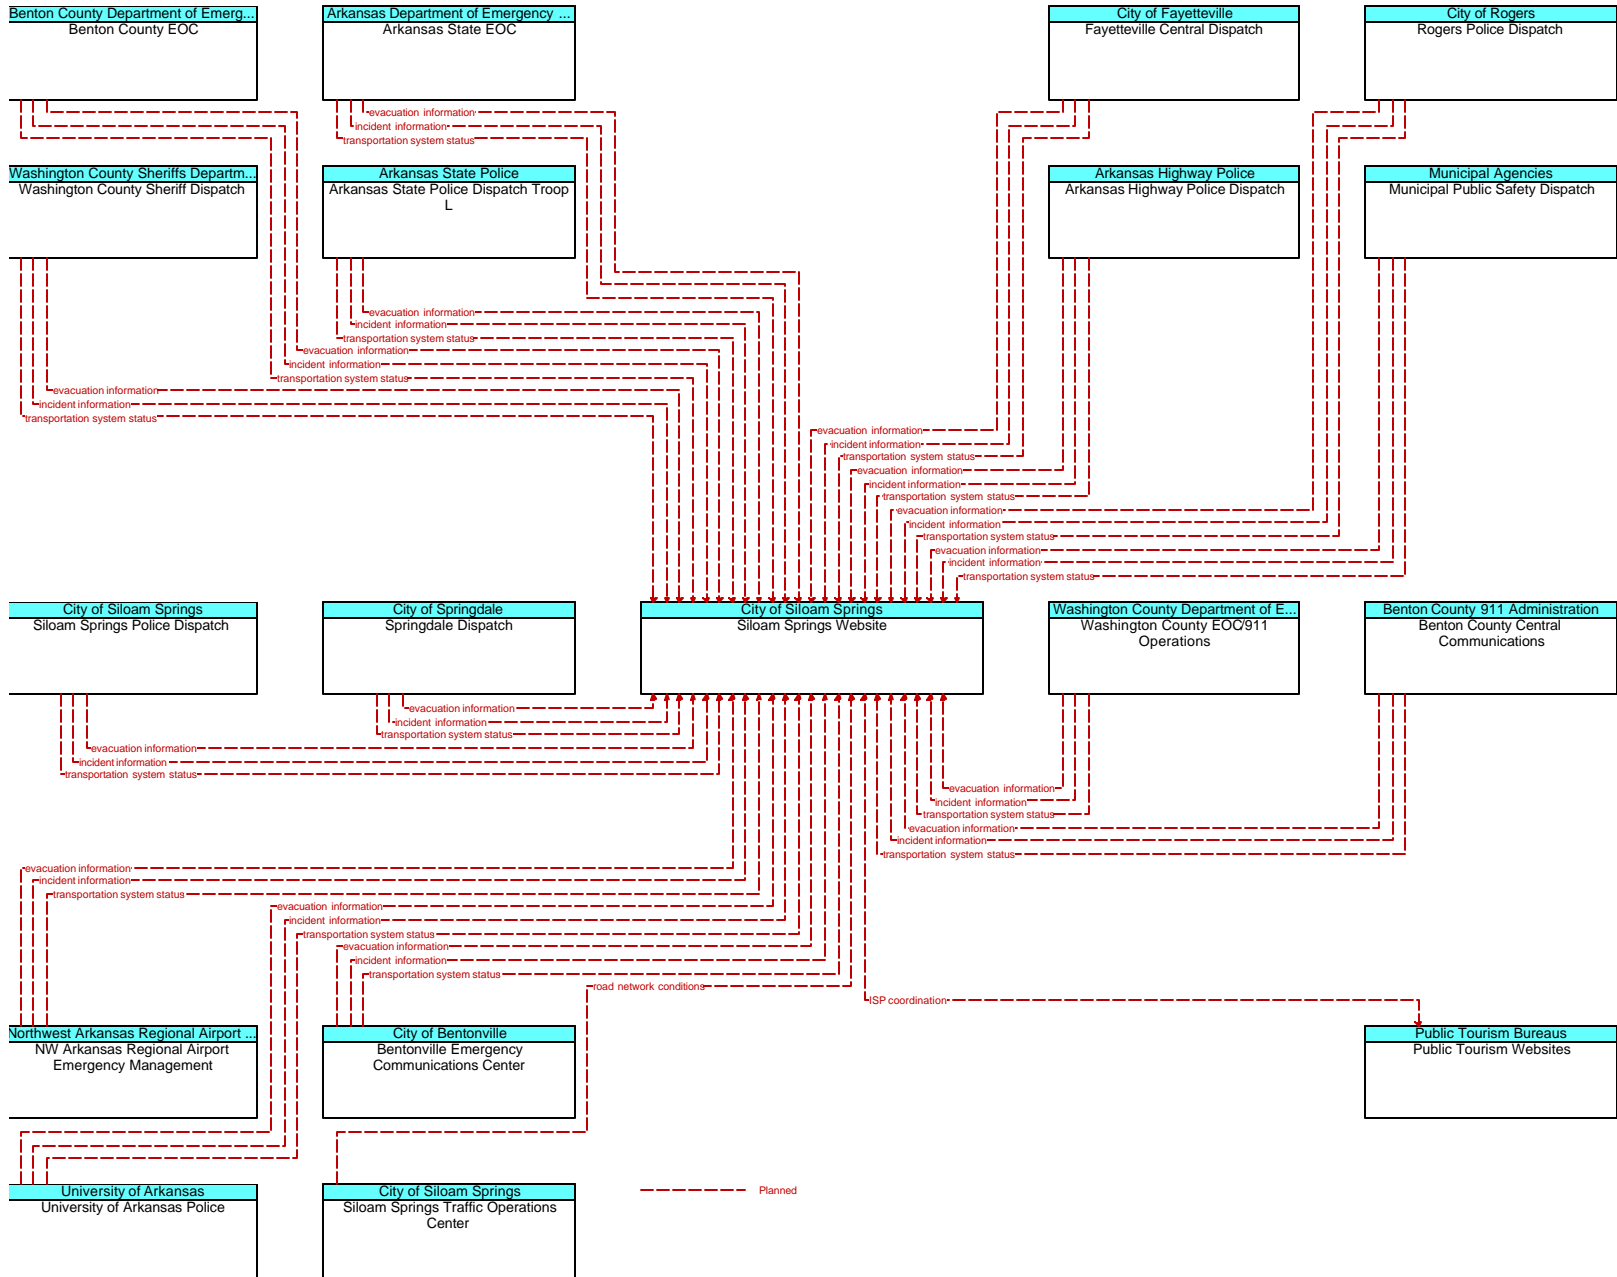 Benton County Department of Emerg...
Benton County EOC
Arkansas Department of Emergency ...
Arkansas State EOC
City of Fayetteville
Fayetteville Central Dispatch
City of Rogers
Rogers Police Dispatch
evacuation information
incident information
transportation system status
Washington County Sheriffs Departm...
Washington County Sheriff Dispatch
Arkansas State Police
Arkansas State Police Dispatch Troop
L
Arkansas Highway Police
Arkansas Highway Police Dispatch
Municipal Agencies
Municipal Public Safety Dispatch
evacuation information
incident information
transportation system status
evacuation information
incident information
transportation system status
evacuation information
incident information
transportation system status
evacuation information
incident information
transportation system status
evacuation information
incident information
transportation system status
evacuation information
incident information
transportation system status
evacuation information
incident information
transportation system status
City of Siloam Springs
Siloam Springs Police Dispatch
City of Springdale
Springdale Dispatch
City of Siloam Springs
Siloam Springs Website
Washington County Department of E...
Washington County EOC/911
Operations
Benton County 911 Administration
Benton County Central
Communications
evacuation information
incident information
transportation system status
evacuation information
incident information
transportation system status
evacuation information
incident information
transportation system status
evacuation information
incident information
transportation system status
evacuation information
incident information
transportation system status
evacuation information
incident information
transportation system status
evacuation information
incident information
transportation system status
road network conditions
ISP coordination
Northwest Arkansas Regional Airport ...
NW Arkansas Regional Airport
Emergency Management
City of Bentonville
Bentonville Emergency
Communications Center
Public Tourism Bureaus
Public Tourism Websites
University of Arkansas
University of Arkansas Police
City of Siloam Springs
Siloam Springs Traffic Operations
Center
Planned